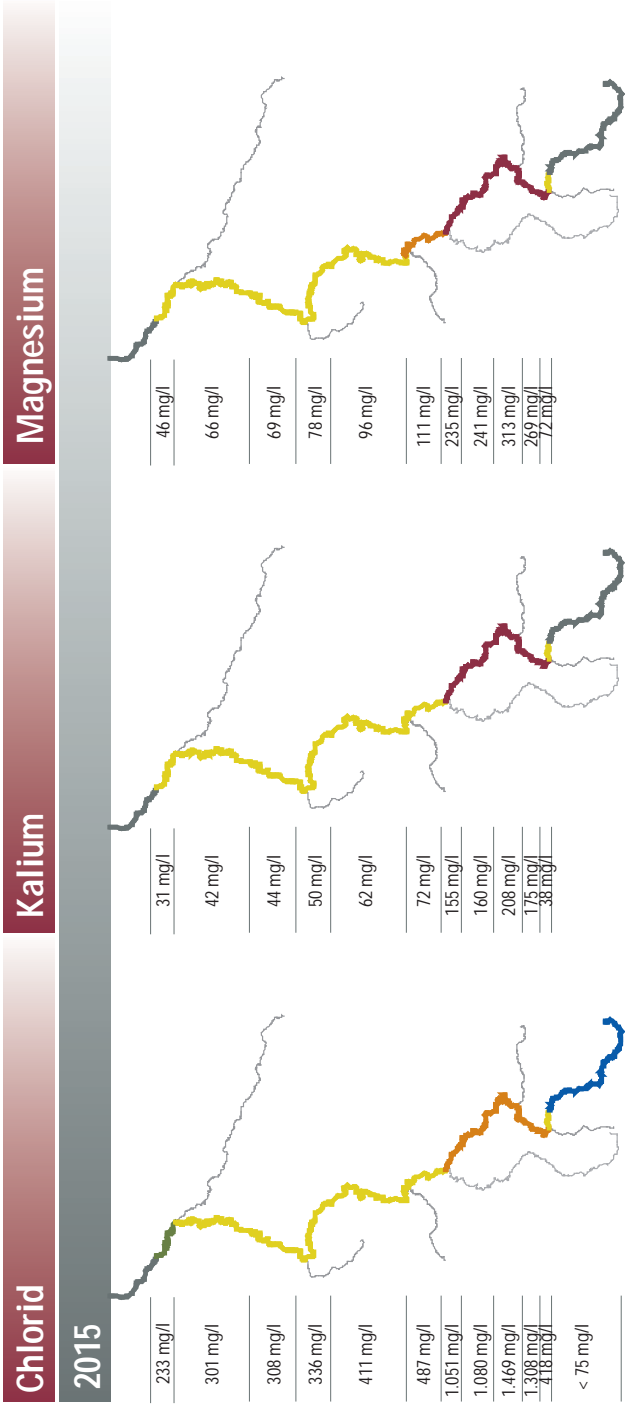 Chlorid
Kalium
Magnesium
2015
233 mg/l
301 mg/l
308 mg/l
336 mg/l
411 mg/l
487 mg/l
1.051 mg/l
1.080 mg/l
1.469 mg/l
1.308 mg/l
418 mg/l
< 75 mg/l
31 mg/l
42 mg/l
44 mg/l
50 mg/l
62 mg/l
72 mg/l
155 mg/l
160 mg/l
208 mg/l
175 mg/l
38 mg/l
46 mg/l
66 mg/l
69 mg/l
78 mg/l
96 mg/l
111 mg/l
235 mg/l
241 mg/l
313 mg/l
269 mg/l
72 mg/l